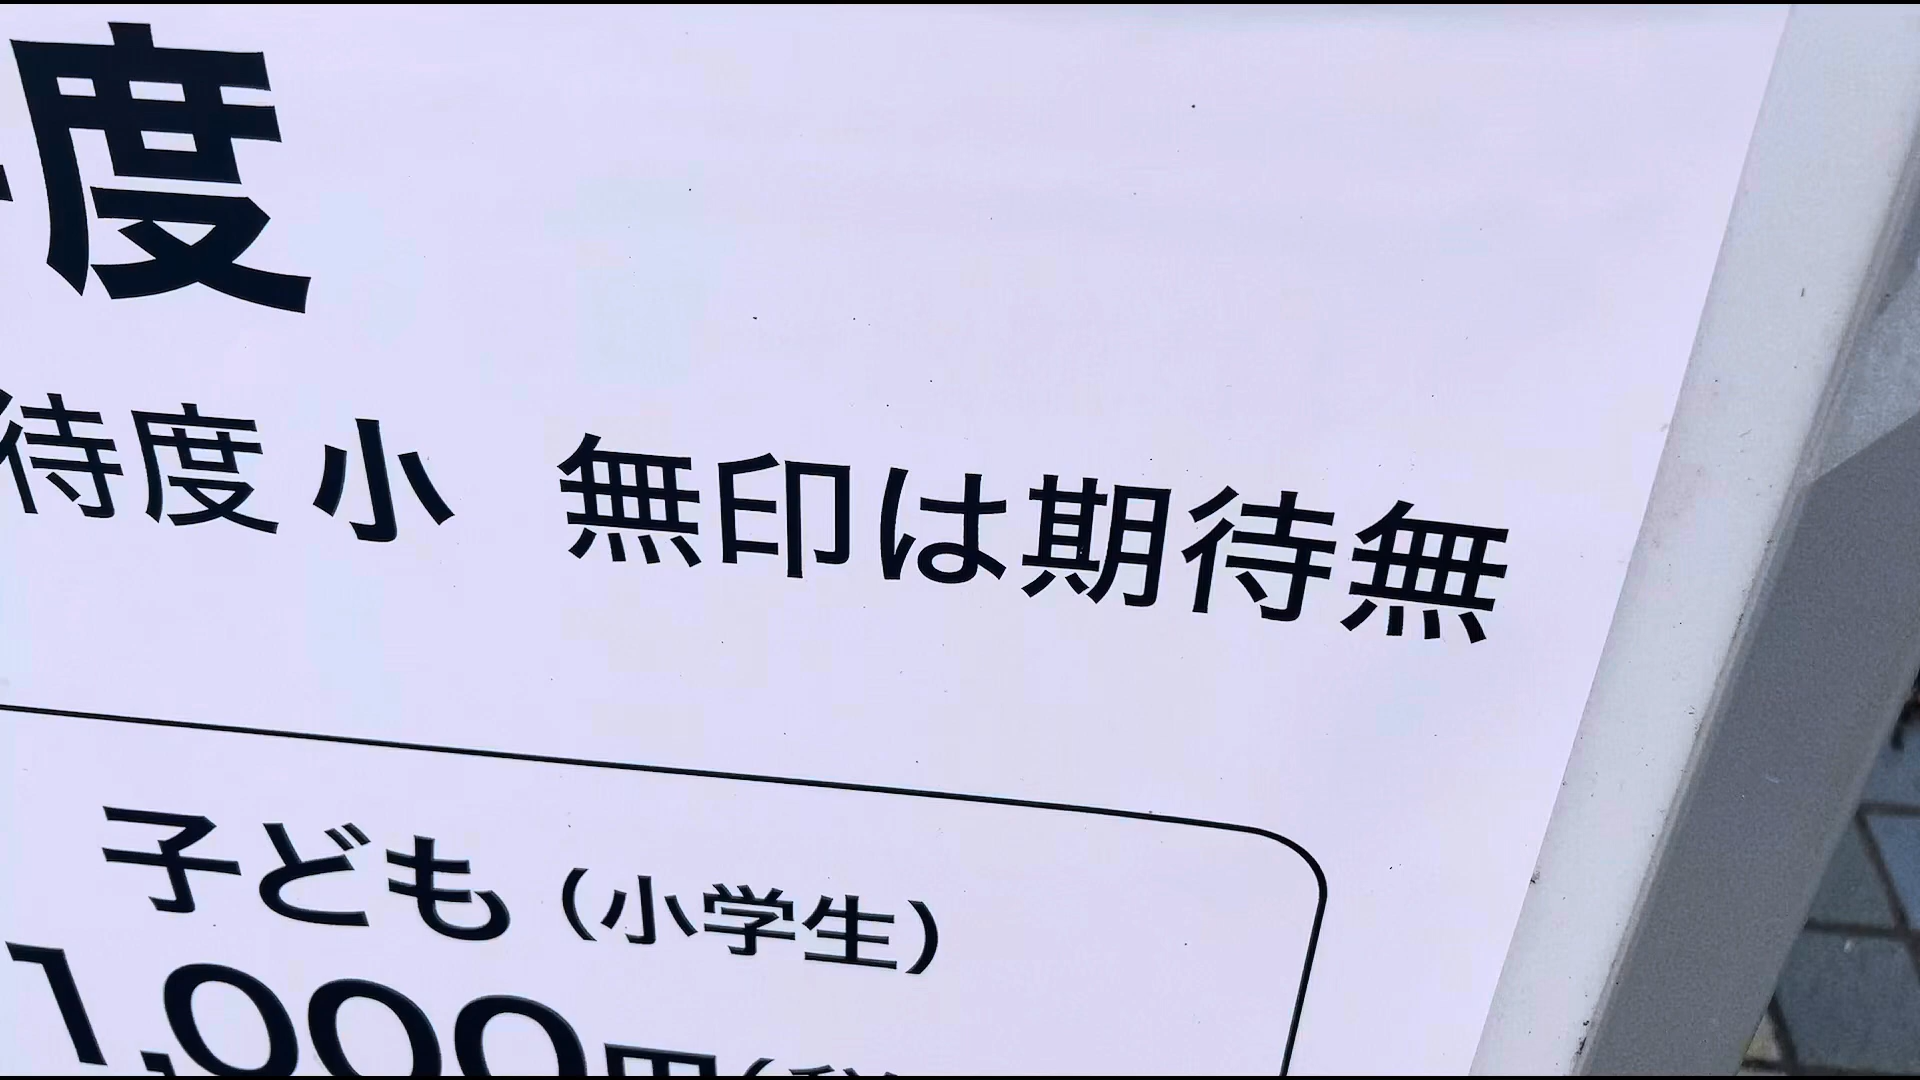 度
待度 小 無印は期待無
子ども（小学生）
1,000円（税